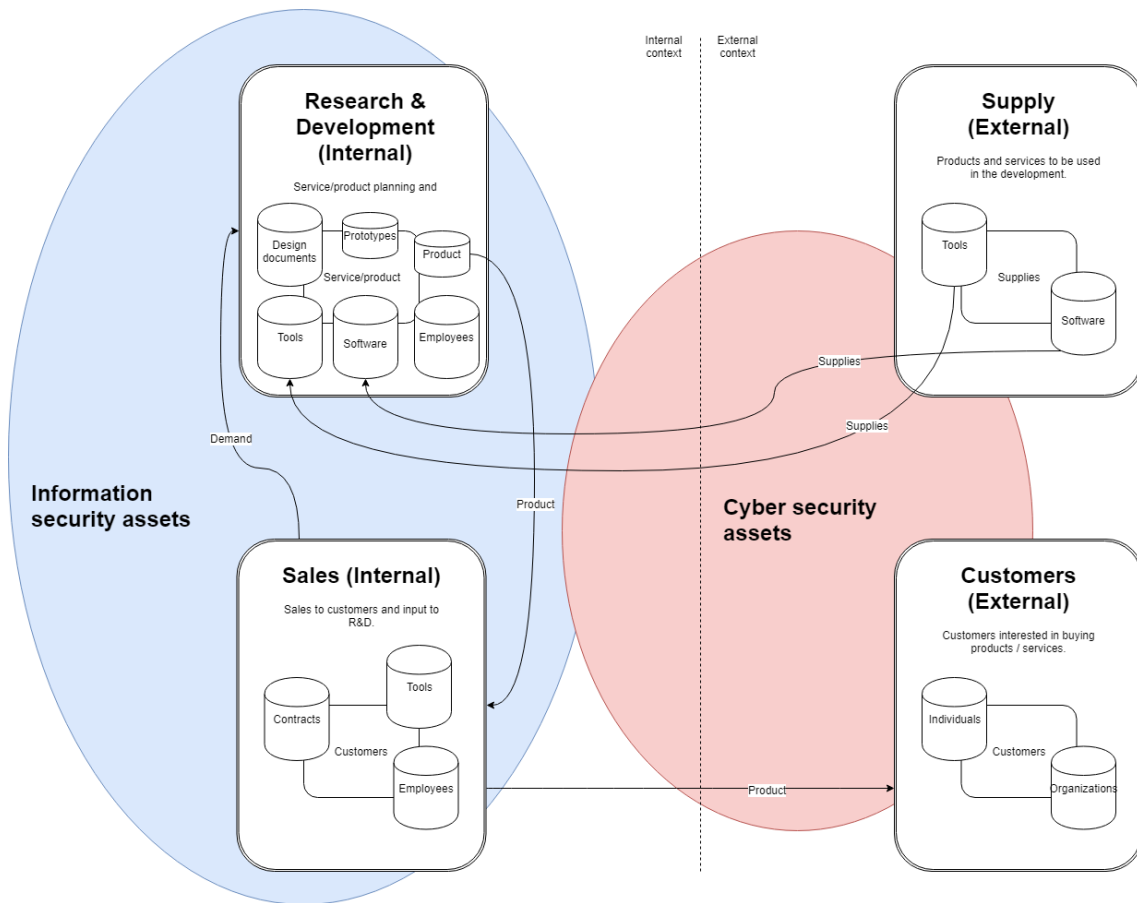 Internal
context
External
context
Research &
Development
(Internal)
Service/product planning and
Design
documents
Prototypes
Product
Service/product
Tools
Software
Employees
Supply
(External)
Products and services to be used
in the development.
Tools
Supplies
Software
Supplies
Supplies
Demand
Product
Information
security assets
Cyber security
assets
Sales (Internal)
Sales to customers and input to
R&D.
Tools
Contracts
Customers
Employees
Product
Customers
(External)
Customers interested in buying
products / services.
Individuals
Customers
Organizations